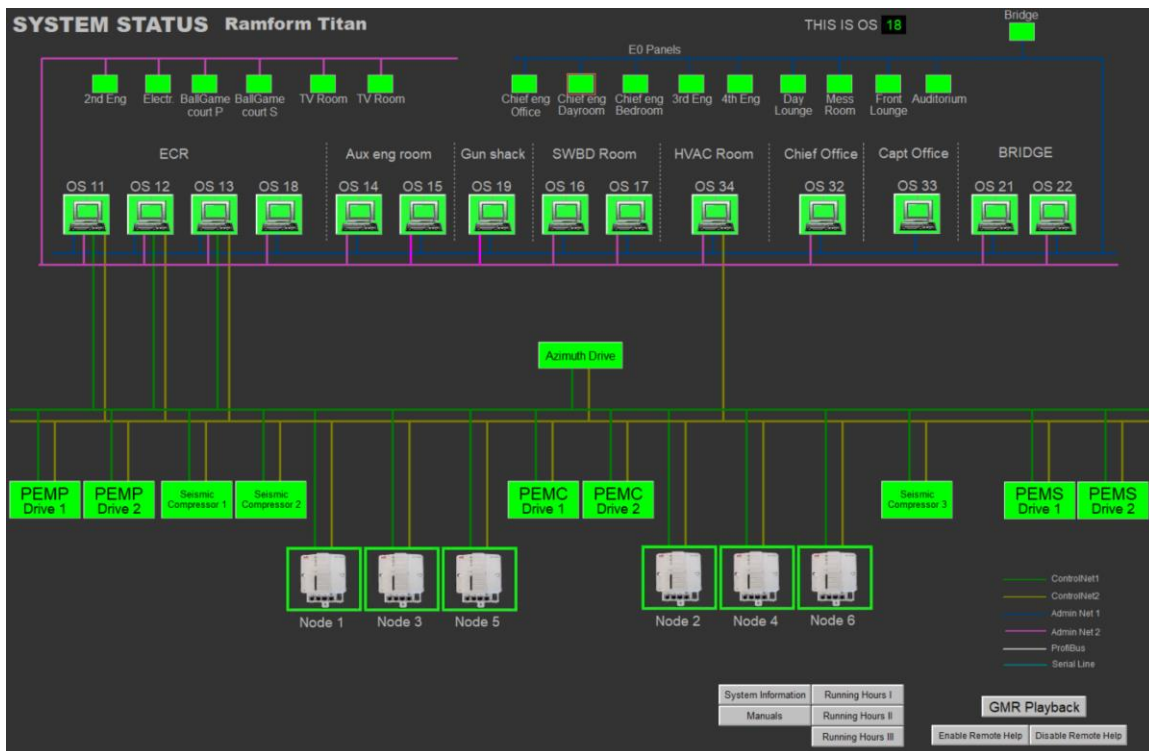 SYSTEM STATUS Ramform Titan
THIS IS OS 18
Bridge
E0 Panels
2nd Eng
Electr.
BallGame court P
BallGame court S
TV Room
TV Room
Chief eng Office
Chief eng Dayroom
Chief eng Bedroom
3rd Eng
4th Eng
Day Lounge
Mess Room
Front Lounge
Auditorium
ECR
Aux eng room
Gun shack
SWBD Room
HVAC Room
Chief Office
Capt Office
BRIDGE
OS 11
OS 12
OS 13
OS 18
OS 14
OS 15
OS 19
OS 16
OS 17
OS 34
OS 32
OS 33
OS 21
OS 22
Azimuth Drive
PEMP Drive 1
PEMP Drive 2
Seismic Compressor 1
Seismic Compressor 2
PEMC Drive 1
PEMC Drive 2
Seismic Compressor 3
PEMS Drive 1
PEMS Drive 2
Node 1
Node 3
Node 5
Node 2
Node 4
Node 6
ControlNet1
ControlNet2
Admin Net 1
Admin Net 2
ProfiBus
Serial Line
System Information
Running Hours I
Manuals
Running Hours II
Running Hours III
GMR Playback
Enable Remote Help
Disable Remote Help